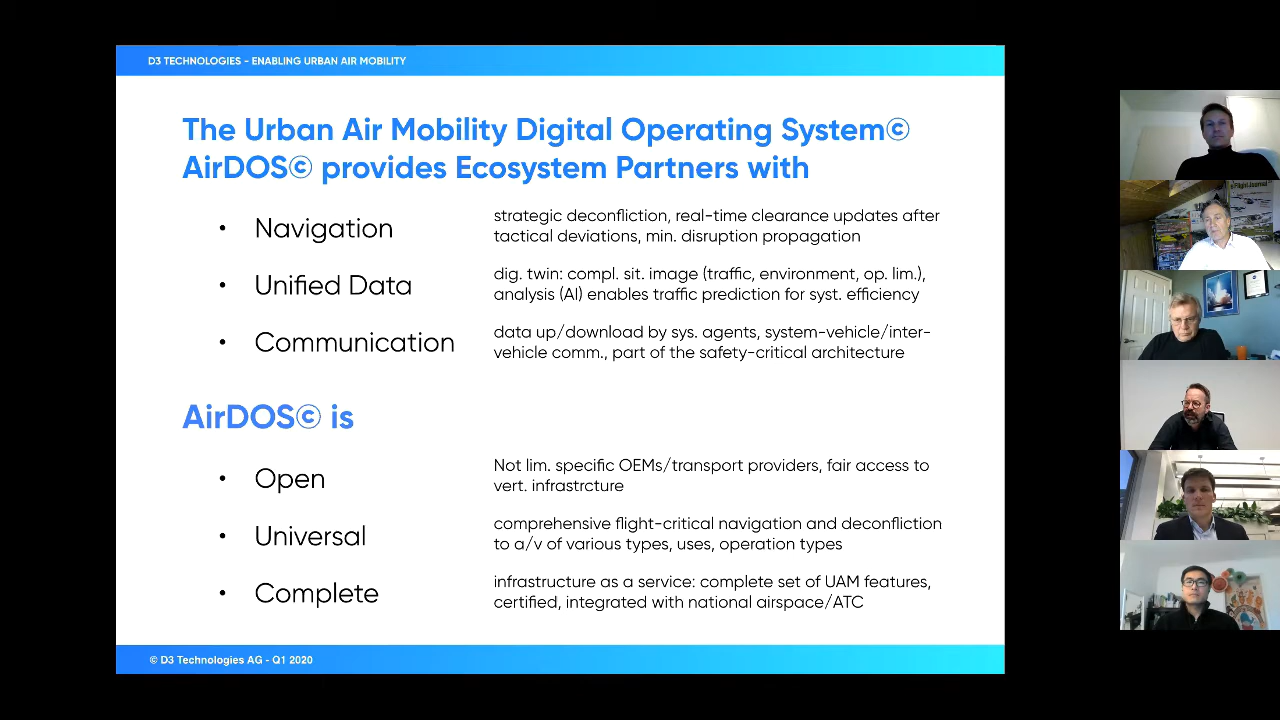 D3 TECHNOLOGIES - ENABLING URBAN AIR MOBILITY
The Urban Air Mobility Digital Operating System©
AirDOS© provides Ecosystem Partners with
• Navigation
strategic deconfliction, real-time clearance updates after
tactical deviations, min. disruption propagation
• Unified Data
dig. twin: compl. sit. image (traffic, environment, op. lim.),
analysis (AI) enables traffic prediction for syst. efficiency
• Communication
data up/download by sys. agents, system-vehicle/inter-
vehicle comm., part of the safety-critical architecture
AirDOS© is
• Open
Not lim. specific OEMs/transport providers, fair access to
vert. infrastrcture
• Universal
comprehensive flight-critical navigation and deconfliction
to a/v of various types, uses, operation types
• Complete
infrastructure as a service: complete set of UAM features,
certified, integrated with national airspace/ATC
© D3 Technologies AG - Q1 2020
eFlight Journal